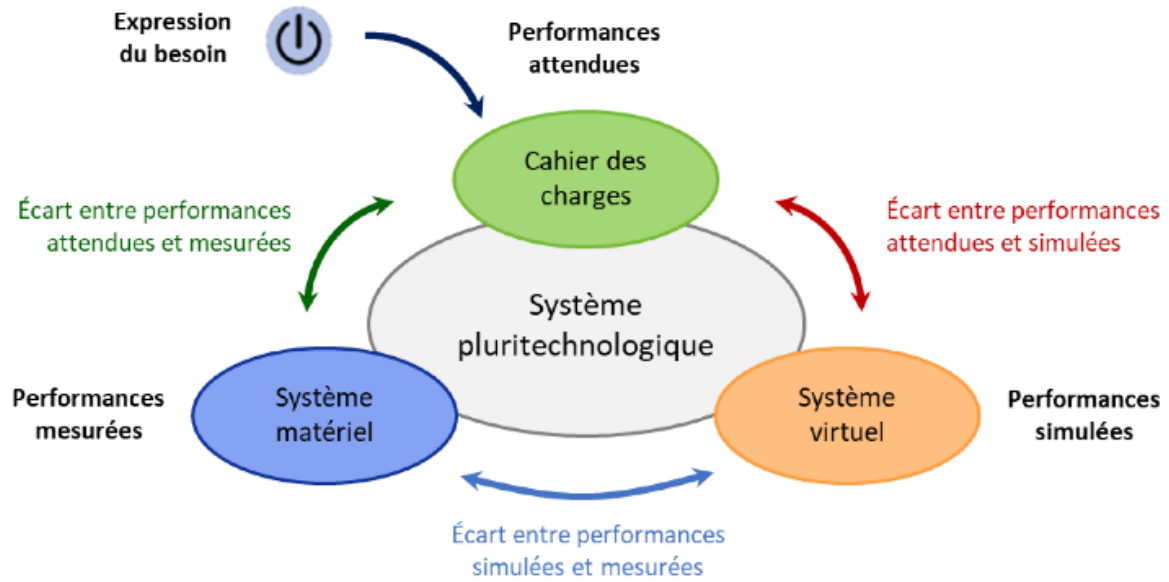 Expression
du besoin
Performances
attendues
Cahier des
charges
Écart entre performances
attendues et mesurées
Écart entre performances
attendues et simulées
Système
pluritechnologique
Performances
mesurées
Système
matériel
Système
virtuel
Performances
simulées
Écart entre performances
simulées et mesurées